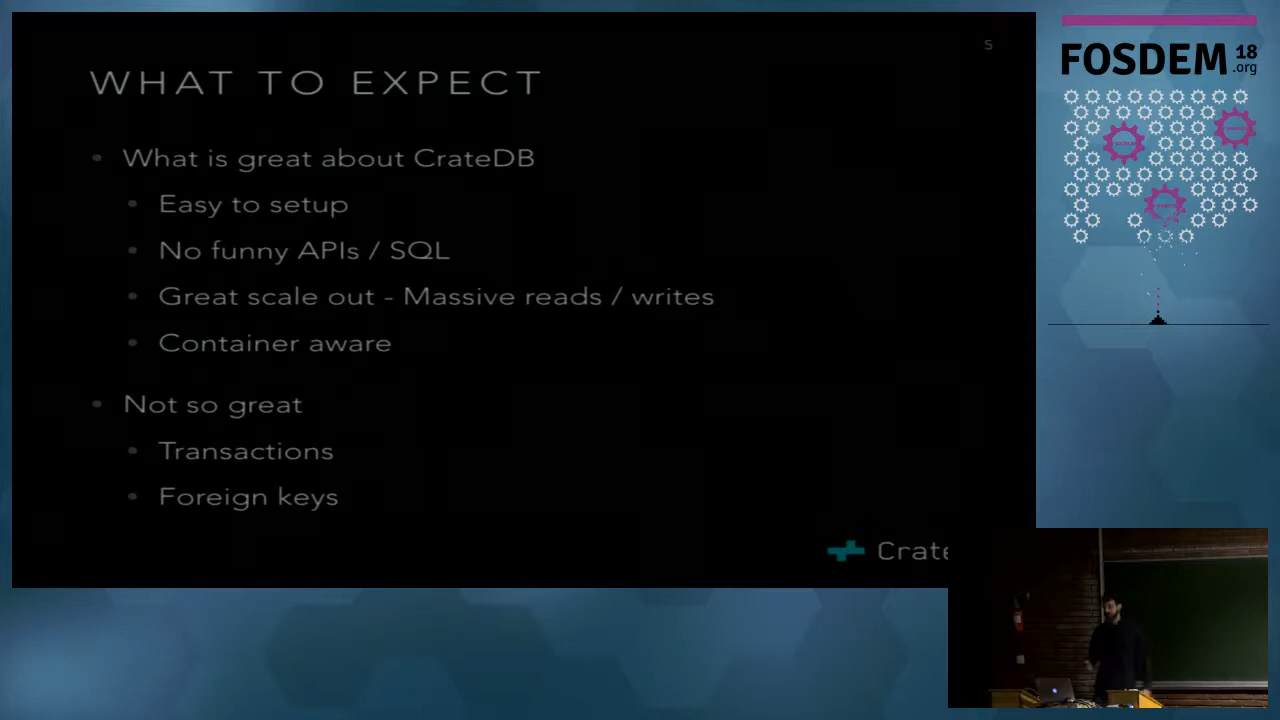 5
WHAT TO EXPECT
What is great about CrateDB
Easy to setup
No funny APIs / SQL
Great scale out - Massive reads / writes
Container aware
Not so great
Transactions
Foreign keys
Crate
FOSDEM 18
.org